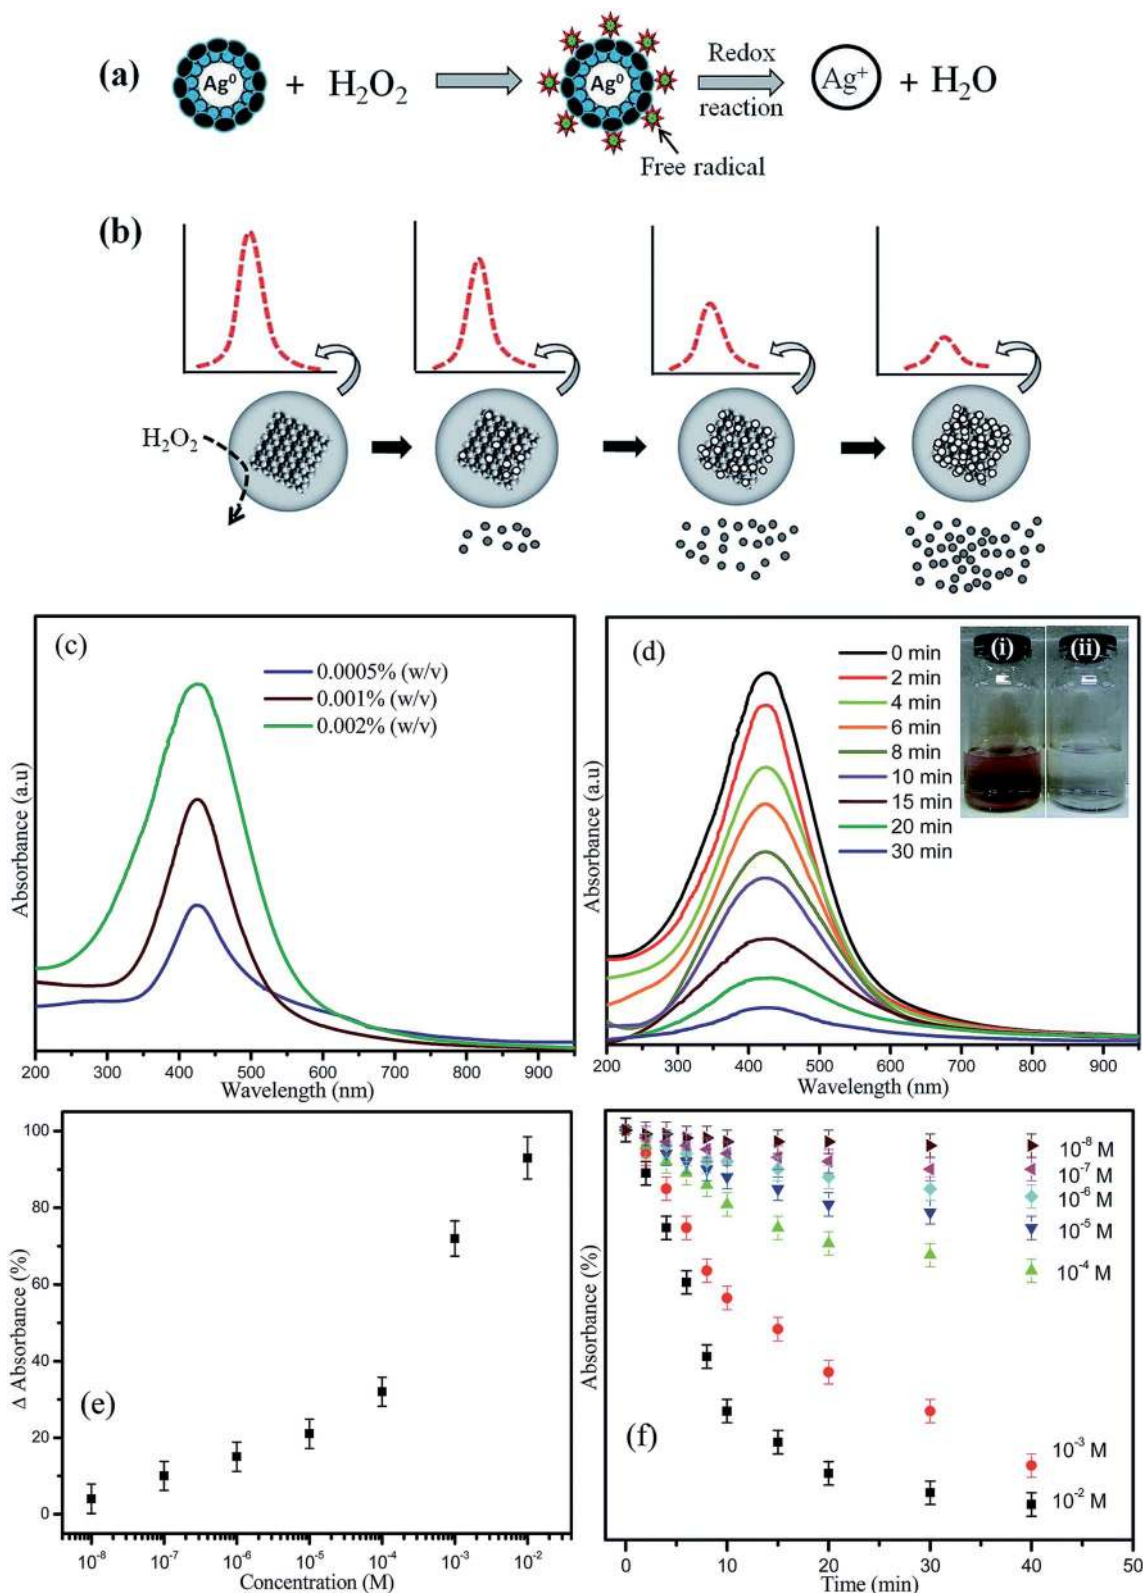 (a)
Ag⁰ + H₂O₂
Ag⁰
Redox
reaction
Ag⁺ + H₂O
Free radical
(b)
H₂O₂
(c)
0.0005% (w/v)
0.001% (w/v)
0.002% (w/v)
Absorbance (a.u)
200 300 400 500 600 700 800 900
Wavelength (nm)
(d)
0 min
2 min
4 min
6 min
8 min
10 min
15 min
20 min
30 min
(i) (ii)
Absorbance (a.u)
200 300 400 500 600 700 800 900
Wavelength (nm)
100
80
60
40
20
0
Δ Absorbance (%)
(e)
10⁻⁸ 10⁻⁷ 10⁻⁶ 10⁻⁵ 10⁻⁴ 10⁻³ 10⁻²
Concentration (M)
Absorbance (%)
10⁻⁸ M
10⁻⁷ M
10⁻⁶ M
10⁻⁵ M
10⁻⁴ M
(f)
10⁻³ M
10⁻² M
0 10 20 30 40 50
Time (min)